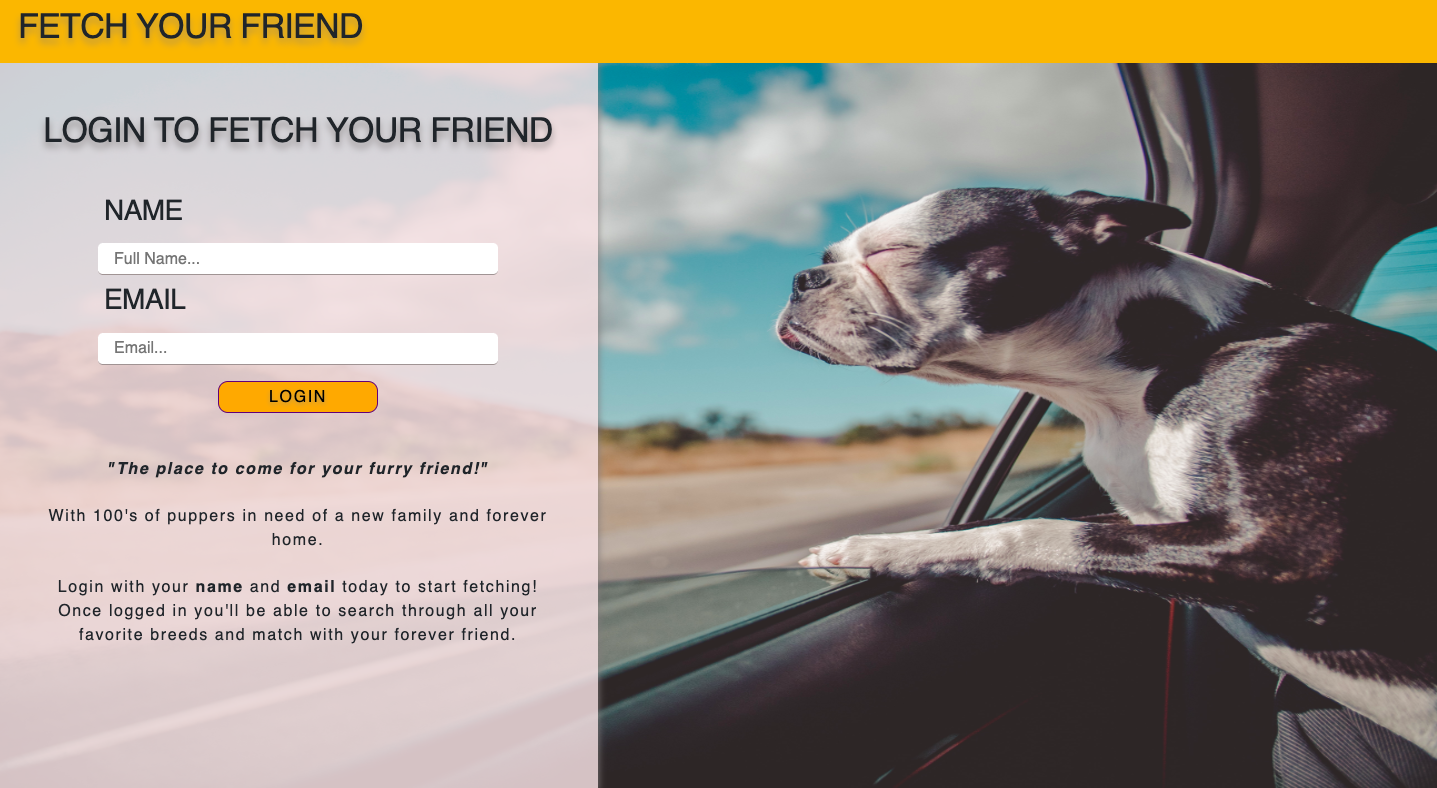 FETCH YOUR FRIEND
LOGIN TO FETCH YOUR FRIEND
NAME
Full Name...
EMAIL
Email...
LOGIN
"The place to come for your furry friend!"
With 100's of puppers in need of a new family and forever
home.
Login with your name and email today to start fetching!
Once logged in you'll be able to search through all your
favorite breeds and match with your forever friend.